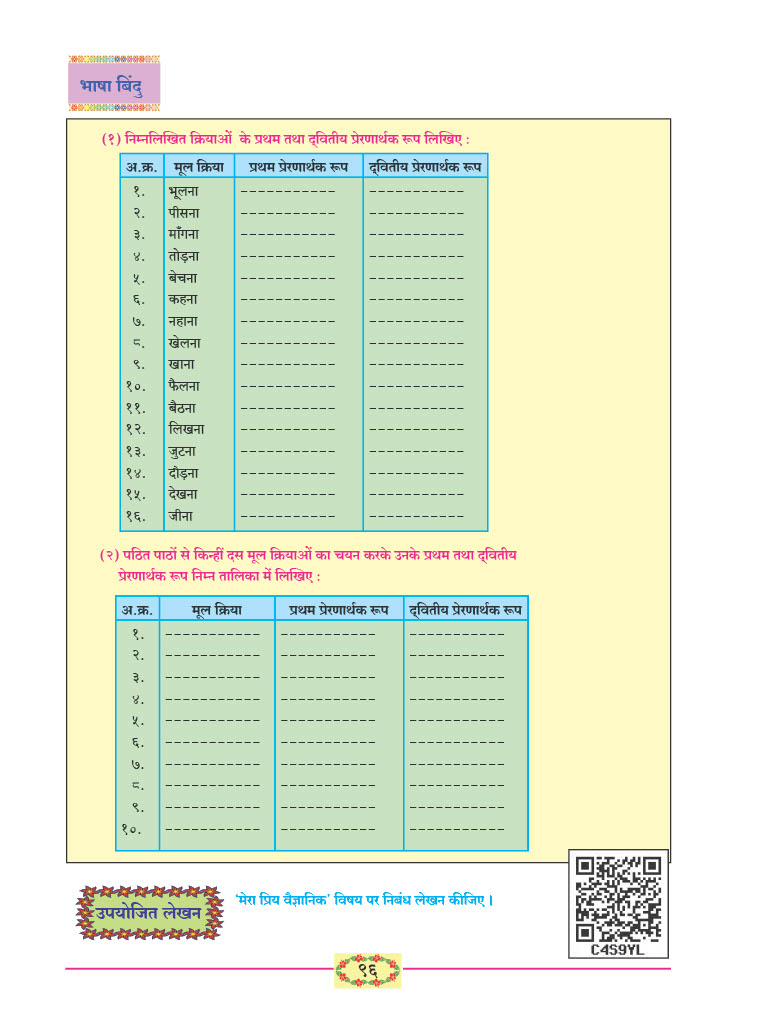 भाषा बिंदु
(१) निम्नलिखित क्रियाओं के प्रथम तथा द्‌वितीय प्रेरणार्थक रूप लिखिए :
अ.क्र. मूल क्रिया प्रथम प्रेरणार्थक रूप द्‌वितीय प्रेरणार्थक रूप
१. भूलना ----------- -----------
२. पीसना ----------- -----------
३. माँगना ----------- -----------
४. तोड़ना ----------- -----------
५. बेचना ----------- -----------
६. कहना ----------- -----------
७. नहाना ----------- -----------
८. खेलना ----------- -----------
९. खाना ----------- -----------
१०. फैलना ----------- -----------
११. बैठना ----------- -----------
१२. लिखना ----------- -----------
१३. जुटना ----------- -----------
१४. दौड़ना ----------- -----------
१५. देखना ----------- -----------
१६. जीना ----------- -----------
(२) पठित पाठों से किन्हीं दस मूल क्रियाओं का चयन करके उनके प्रथम तथा द्‌वितीय
प्रेरणार्थक रूप निम्न तालिका में लिखिए :
अ.क्र. मूल क्रिया प्रथम प्रेरणार्थक रूप द्‌वितीय प्रेरणार्थक रूप
१. ----------- ----------- -----------
२. ----------- ----------- -----------
३. ----------- ----------- -----------
४. ----------- ----------- -----------
५. ----------- ----------- -----------
६. ----------- ----------- -----------
७. ----------- ----------- -----------
८. ----------- ----------- -----------
९. ----------- ----------- -----------
१०. ----------- ----------- -----------
उपयोजित लेखन
‘मेरा प्रिय वैज्ञानिक’ विषय पर निबंध लेखन कीजिए ।
C4S9YL
९६